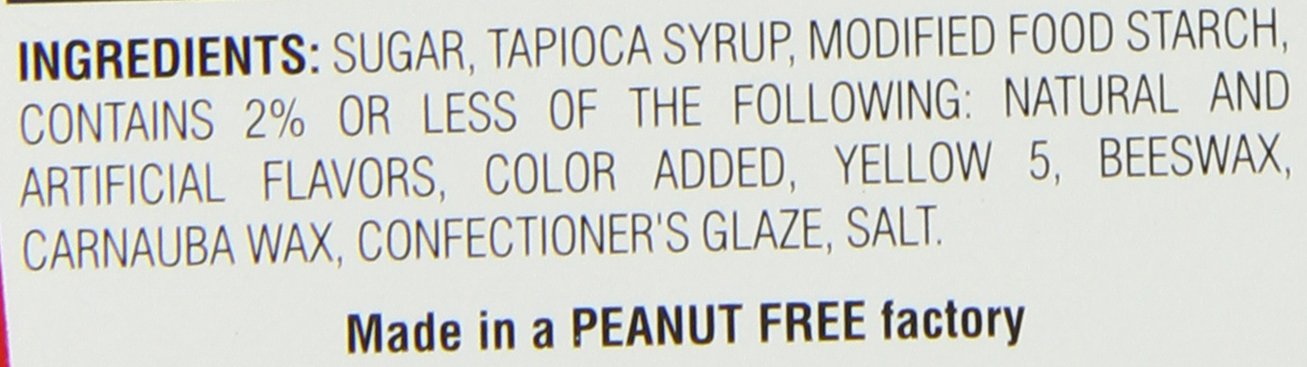 INGREDIENTS: SUGAR, TAPIOCA SYRUP, MODIFIED FOOD STARCH,
CONTAINS 2% OR LESS OF THE FOLLOWING: NATURAL AND
ARTIFICIAL FLAVORS, COLOR ADDED, YELLOW 5, BEESWAX,
CARNAUBA WAX, CONFECTIONER'S GLAZE, SALT.
Made in a PEANUT FREE factory